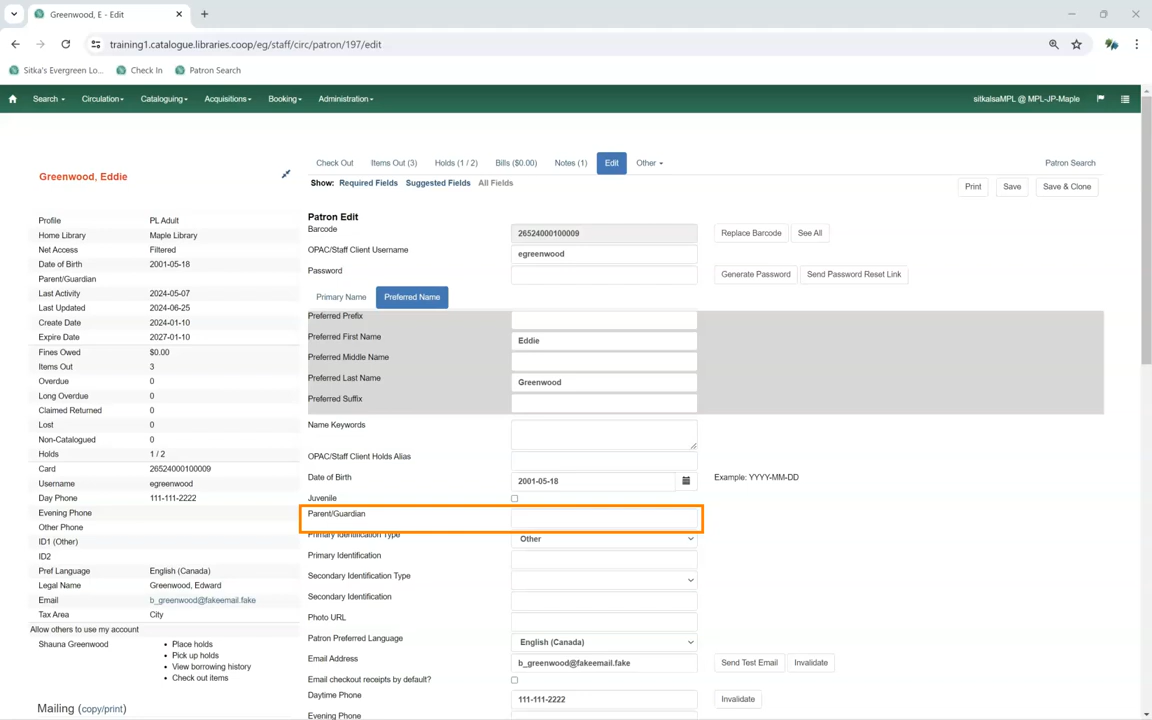 Greenwood, E - Edit
training1.catalogue.libraries.coop/eg/staff/circ/patron/197/edit
Sitka's Evergreen Lo... Check In Patron Search
Search Circulation Cataloguing Acquisitions Booking Administration sitkalsaMPL @ MPL-JP-Maple
Greenwood, Eddie
Profile PL Adult
Home Library Maple Library
Net Access Filtered
Date of Birth 2001-05-18
Parent/Guardian
Last Activity 2024-05-07
Last Updated 2024-06-25
Create Date 2024-01-10
Expire Date 2027-01-10
Fines Owed $0.00
Items Out 3
Overdue 0
Long Overdue 0
Claimed Returned 0
Lost 0
Non-Catalogued 0
Holds 1 / 2
Card 26524000100009
Username egreenwood
Day Phone 111-111-2222
Evening Phone
Other Phone
ID1 (Other)
ID2
Pref Language English (Canada)
Legal Name Greenwood, Edward
Email b_greenwood@fakeemail.fake
Tax Area City
Allow others to use my account
Shauna Greenwood • Place holds
• Pick up holds
• View borrowing history
• Check out items
Mailing (copy/print)
Check Out Items Out (3) Holds (1 / 2) Bills ($0.00) Notes (1) Edit Other Patron Search
Show: Required Fields Suggested Fields All Fields Print Save Save & Clone
Patron Edit
Barcode 26524000100009 Replace Barcode See All
OPAC/Staff Client Username egreenwood
Password Generate Password Send Password Reset Link
Primary Name Preferred Name
Preferred Prefix
Preferred First Name Eddie
Preferred Middle Name
Preferred Last Name Greenwood
Preferred Suffix
Name Keywords
OPAC/Staff Client Holds Alias
Date of Birth 2001-05-18 Example: YYYY-MM-DD
Juvenile
Parent/Guardian
Primary Identification Type Other
Primary Identification
Secondary Identification Type
Secondary Identification
Photo URL
Patron Preferred Language English (Canada)
Email Address b_greenwood@fakeemail.fake Send Test Email Invalidate
Email checkout receipts by default?
Daytime Phone 111-111-2222 Invalidate
Evening Phone